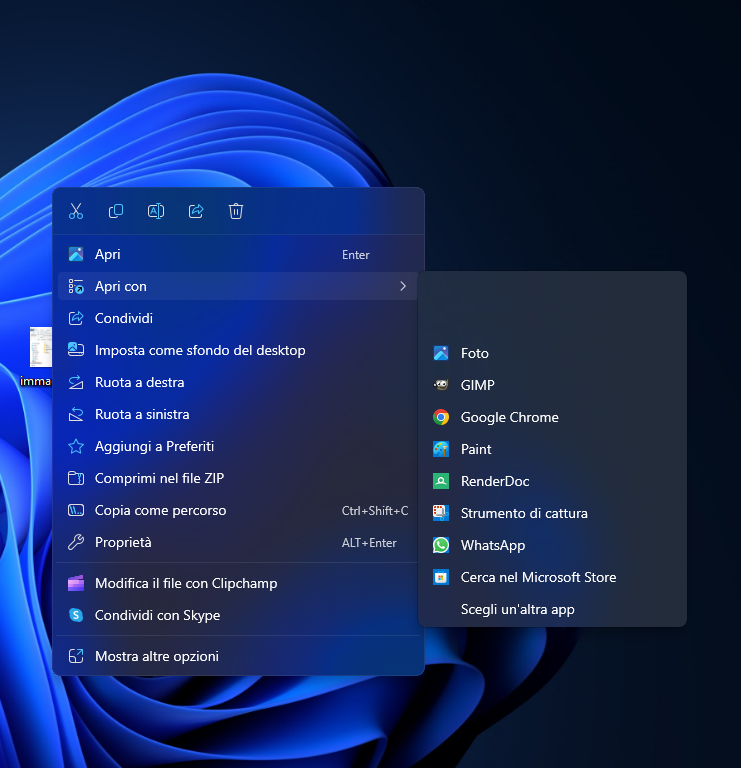 Apri Enter
Apri con
Condividi
Imposta come sfondo del desktop
Ruota a destra
Ruota a sinistra
Aggiungi a Preferiti
Comprimi nel file ZIP
Copia come percorso Ctrl+Shift+C
Proprietà ALT+Enter
Modifica il file con Clipchamp
Condividi con Skype
Mostra altre opzioni
Foto
GIMP
Google Chrome
Paint
RenderDoc
Strumento di cattura
WhatsApp
Cerca nel Microsoft Store
Scegli un'altra app
imma